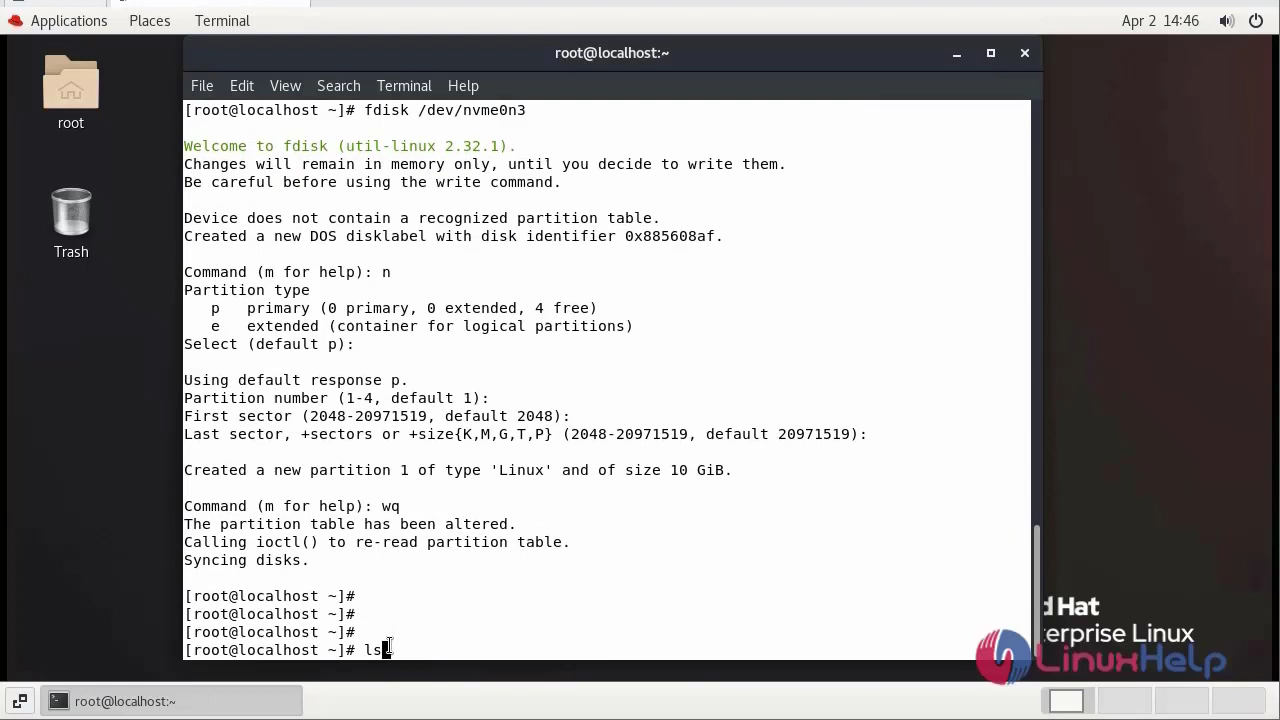 Applications Places Terminal Apr 2 14:46
root@localhost:~
File Edit View Search Terminal Help
root
Trash
[root@localhost ~]# fdisk /dev/nvme0n3
Welcome to fdisk (util-linux 2.32.1).
Changes will remain in memory only, until you decide to write them.
Be careful before using the write command.
Device does not contain a recognized partition table.
Created a new DOS disklabel with disk identifier 0x885608af.
Command (m for help): n
Partition type
p primary (0 primary, 0 extended, 4 free)
e extended (container for logical partitions)
Select (default p):
Using default response p.
Partition number (1-4, default 1):
First sector (2048-20971519, default 2048):
Last sector, +sectors or +size{K,M,G,T,P} (2048-20971519, default 20971519):
Created a new partition 1 of type 'Linux' and of size 10 GiB.
Command (m for help): wq
The partition table has been altered.
Calling ioctl() to re-read partition table.
Syncing disks.
[root@localhost ~]#
[root@localhost ~]#
[root@localhost ~]#
[root@localhost ~]# ls
d Hat
terprise Linux
LinuxHelp
root@localhost:~